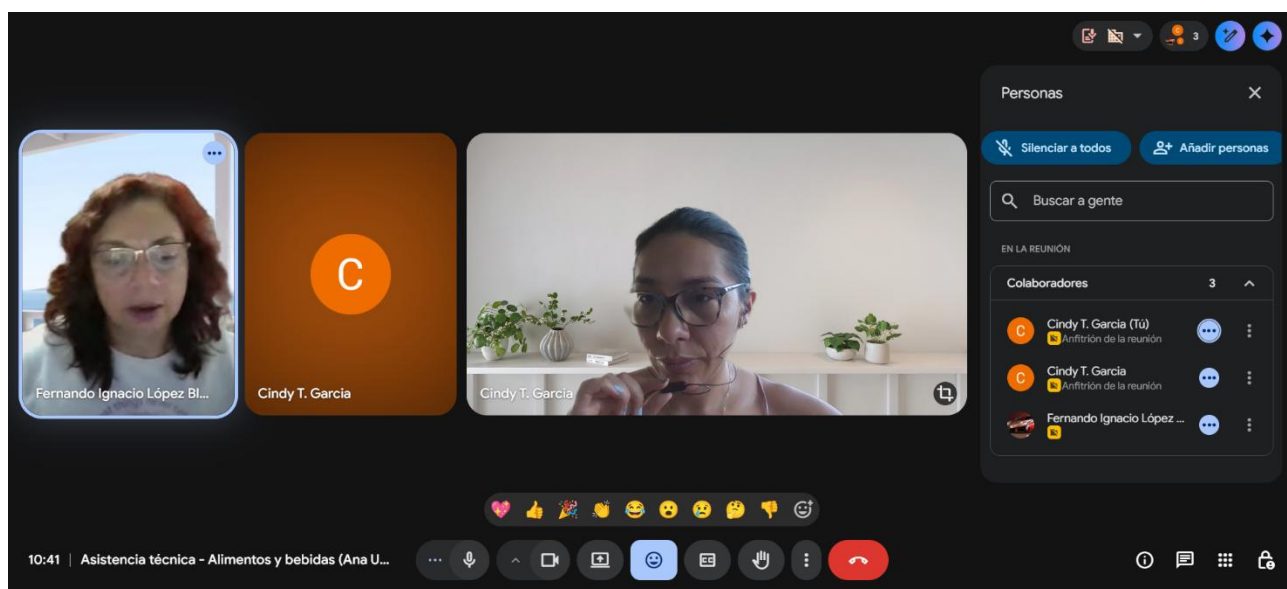 3
Personas
Silenciar a todos
Añadir personas
Buscar a gente
EN LA REUNIÓN
Colaboradores 3
C
Cindy T. Garcia (Tú)
Anfitrión de la reunión
C
Cindy T. Garcia
Anfitrión de la reunión
Fernando Ignacio López ...
C
Fernando Ignacio López Bl...
Cindy T. Garcia
Cindy T. Garcia
10:41 | Asistencia técnica - Alimentos y bebidas (Ana U...
CC